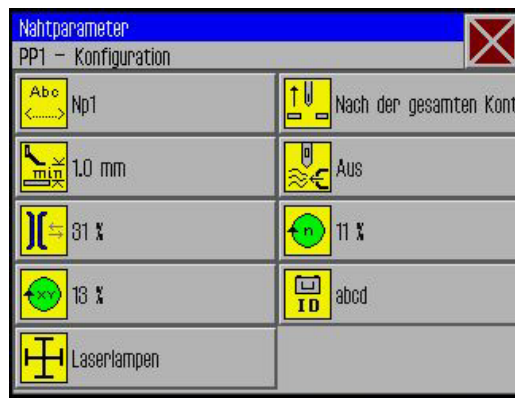 Nahtparameter
PP1 - Konfiguration
Abc
Np1
Nach der gesamten Kont
min
1.0 mm
Aus
31 %
n
11 %
XY
13 %
ID
abcd
Laserlampen